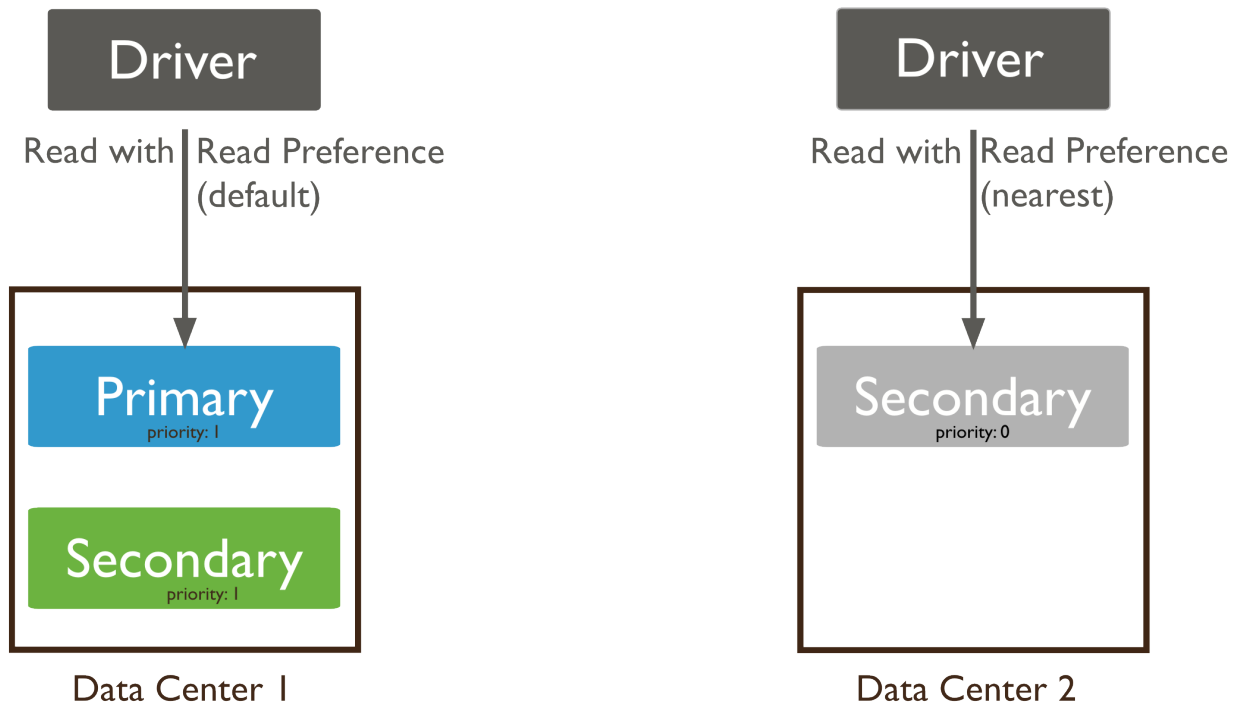 Driver
Read with Read Preference
(default)
Primary
priority: 1
Secondary
priority: 1
Data Center 1
Driver
Read with Read Preference
(nearest)
Secondary
priority: 0
Data Center 2